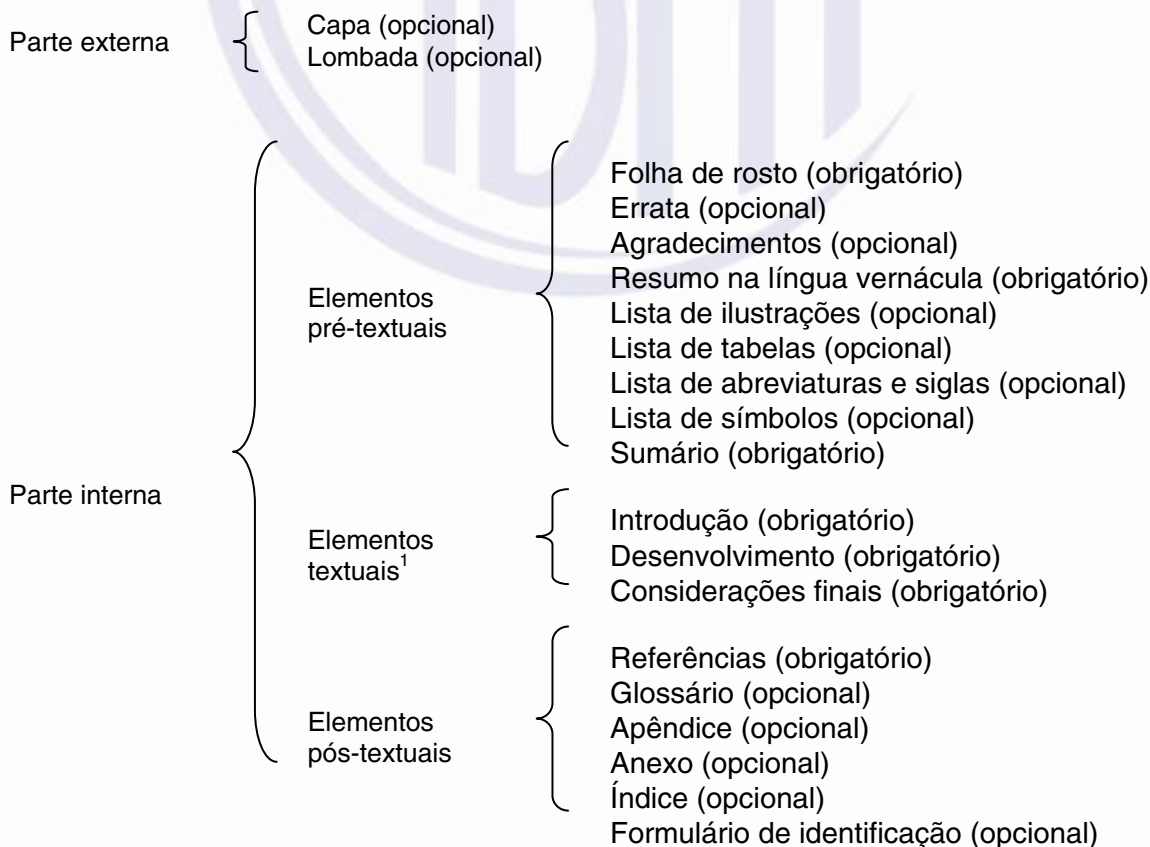 Parte externa
Capa (opcional)
Lombada (opcional)
Parte interna
Elementos
pré-textuais
Folha de rosto (obrigatório)
Errata (opcional)
Agradecimentos (opcional)
Resumo na língua vernácula (obrigatório)
Lista de ilustrações (opcional)
Lista de tabelas (opcional)
Lista de abreviaturas e siglas (opcional)
Lista de símbolos (opcional)
Sumário (obrigatório)
Elementos
textuais¹
Introdução (obrigatório)
Desenvolvimento (obrigatório)
Considerações finais (obrigatório)
Elementos
pós-textuais
Referências (obrigatório)
Glossário (opcional)
Apêndice (opcional)
Anexo (opcional)
Índice (opcional)
Formulário de identificação (opcional)